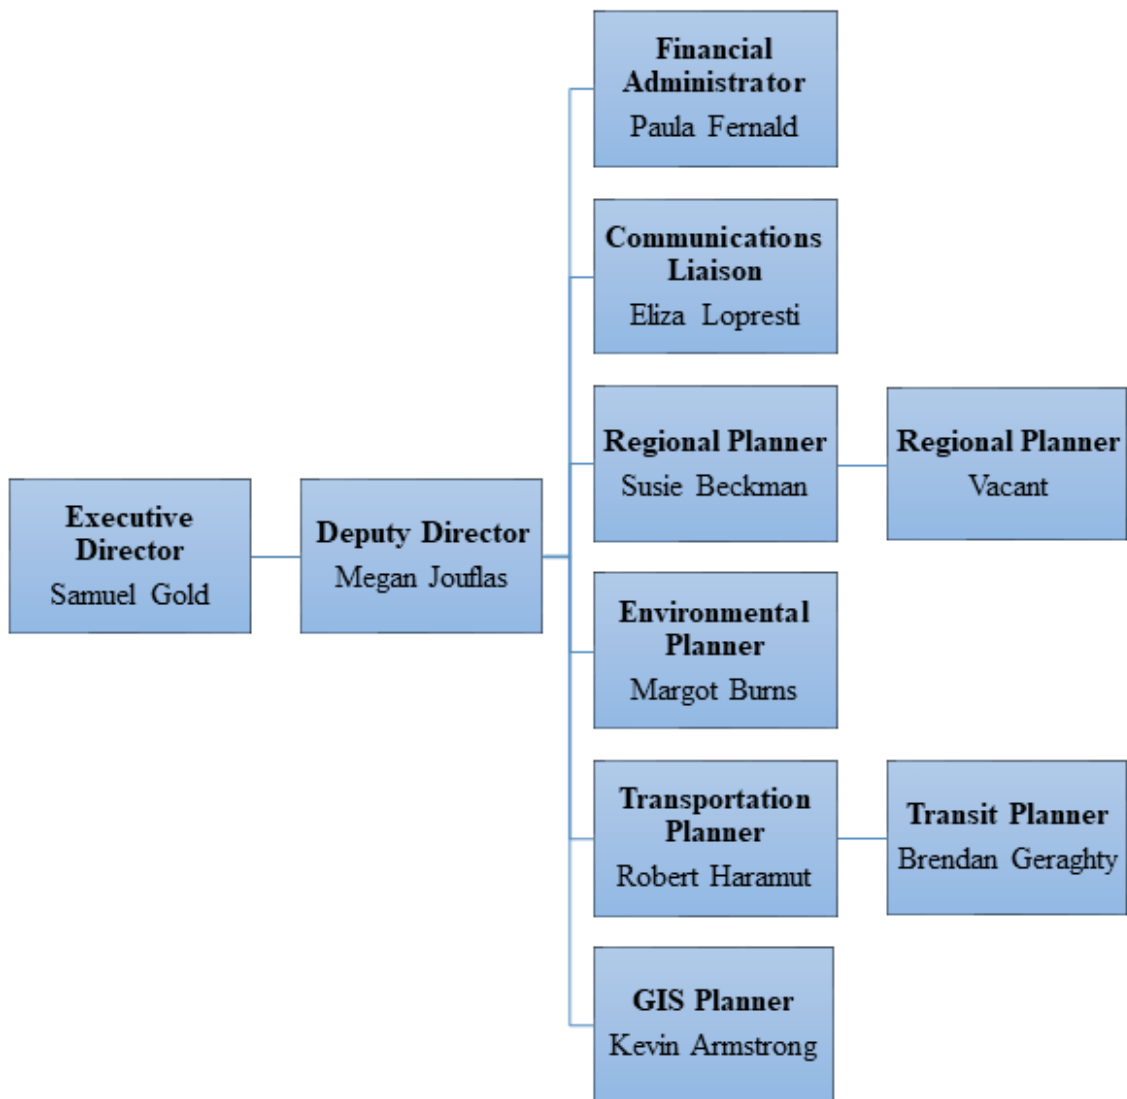 Financial
Administrator
Paula Fernald
Communications
Liaison
Eliza Lopresti
Regional Planner
Susie Beckman
Regional Planner
Vacant
Executive
Director
Samuel Gold
Deputy Director
Megan Jouflas
Environmental
Planner
Margot Burns
Transportation
Planner
Robert Haramut
Transit Planner
Brendan Geraghty
GIS Planner
Kevin Armstrong